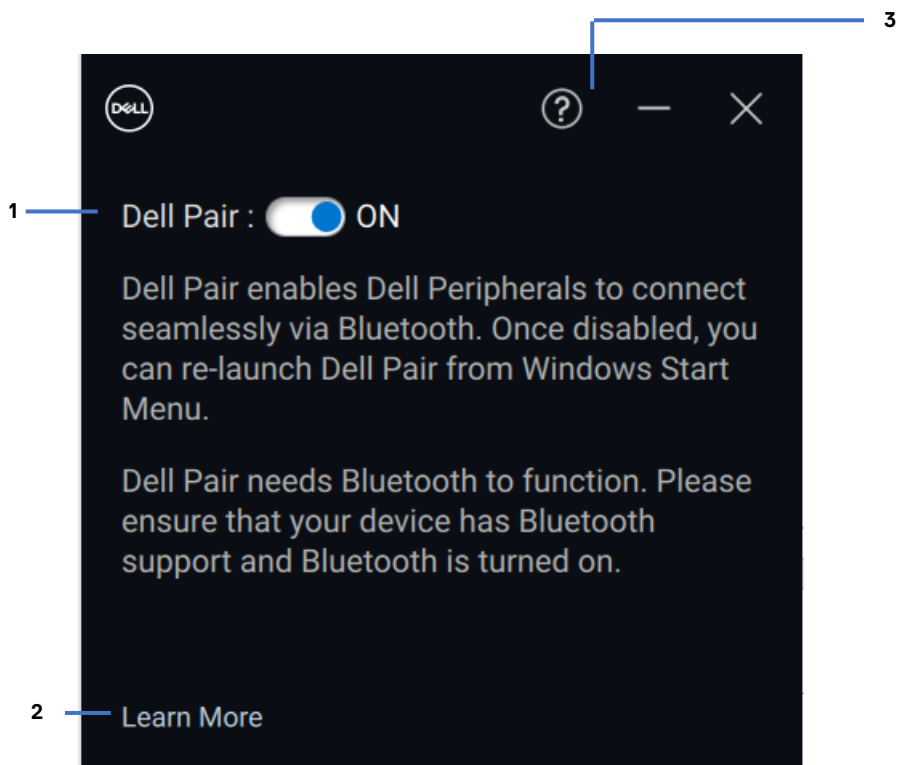 3
DELL
?
1
Dell Pair : ON
Dell Pair enables Dell Peripherals to connect
seamlessly via Bluetooth. Once disabled, you
can re-launch Dell Pair from Windows Start
Menu.
Dell Pair needs Bluetooth to function. Please
ensure that your device has Bluetooth
support and Bluetooth is turned on.
2
Learn More